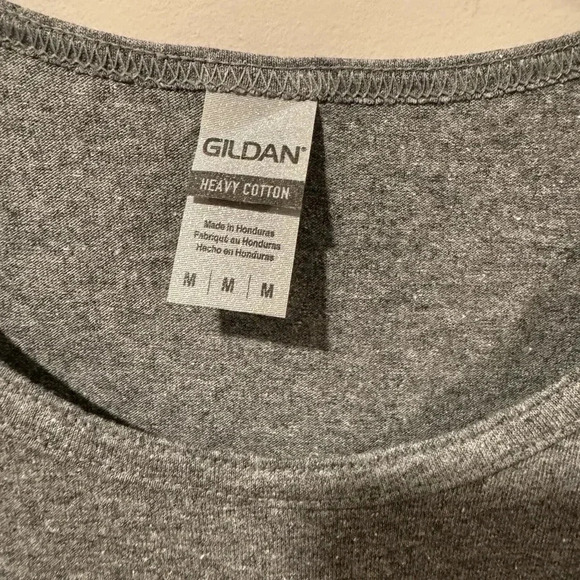 GILDAN®
HEAVY COTTON
Made in Honduras
Fabriqué au Honduras
Hecho en Honduras
M | M | M